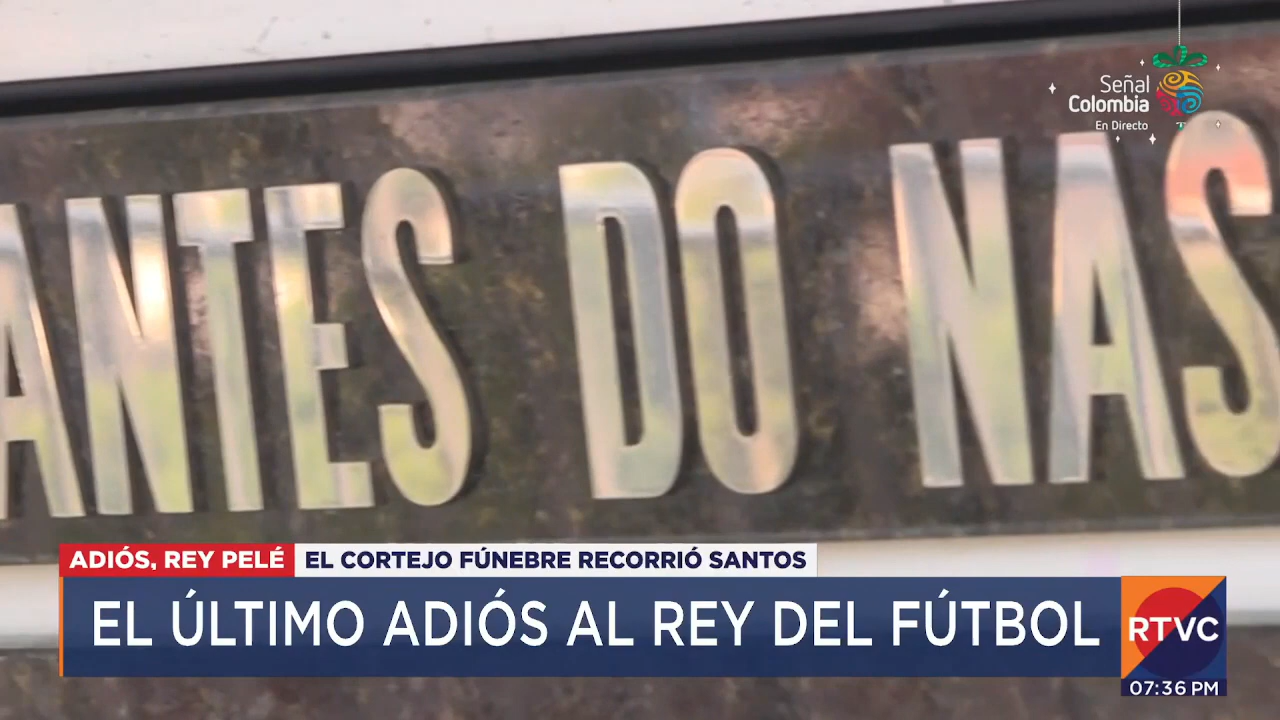 Señal
Colombia
En Directo
ANTES DO NAS
ADIÓS, REY PELÉ EL CORTEJO FÚNEBRE RECORRIÓ SANTOS
EL ÚLTIMO ADIÓS AL REY DEL FÚTBOL
RTVC
07:36 PM